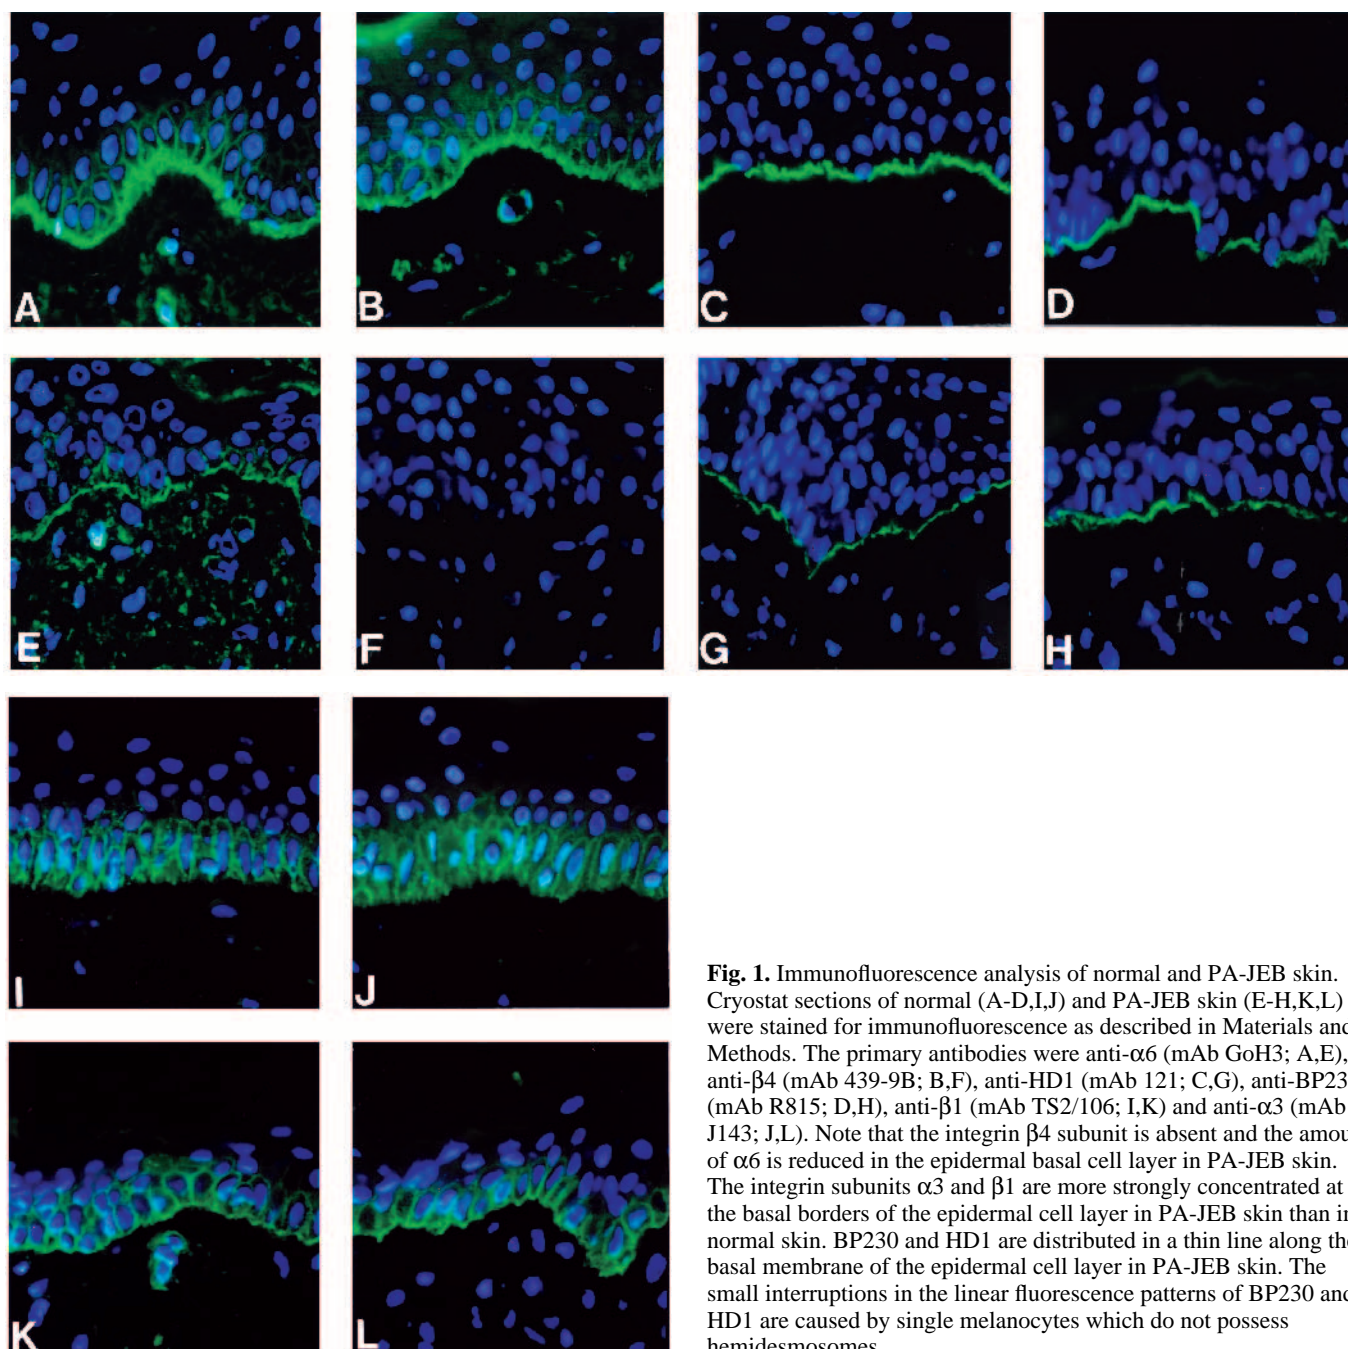 A
B
C
D
E
F
G
H
I
J
K
L
Fig. 1. Immunofluorescence analysis of normal and PA-JEB skin.
Cryostat sections of normal (A-D,I,J) and PA-JEB skin (E-H,K,L)
were stained for immunofluorescence as described in Materials and
Methods. The primary antibodies were anti-α6 (mAb GoH3; A,E),
anti-β4 (mAb 439-9B; B,F), anti-HD1 (mAb 121; C,G), anti-BP23
(mAb R815; D,H), anti-β1 (mAb TS2/106; I,K) and anti-α3 (mAb
J143; J,L). Note that the integrin β4 subunit is absent and the amou
of α6 is reduced in the epidermal basal cell layer in PA-JEB skin.
The integrin subunits α3 and β1 are more strongly concentrated at
the basal borders of the epidermal cell layer in PA-JEB skin than in
normal skin. BP230 and HD1 are distributed in a thin line along the
basal membrane of the epidermal cell layer in PA-JEB skin. The
small interruptions in the linear fluorescence patterns of BP230 and
HD1 are caused by single melanocytes which do not possess
hemidesmosomes